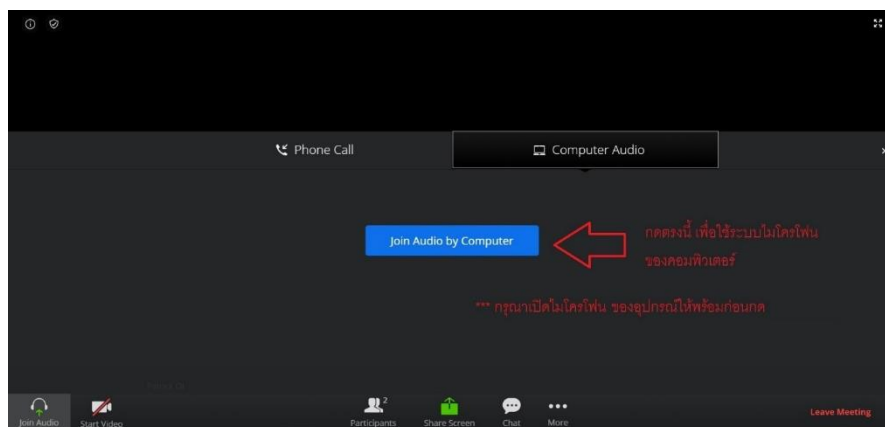 Phone Call
Computer Audio
Join Audio by Computer
กดตรงนี้ เพื่อใช้ระบบไมโครโฟน
ของคอมพิวเตอร์
*** กรุณาเปิดไมโครโฟน ของอุปกรณ์ให้พร้อมก่อนกด
2
Join Audio
Start Video
Participants
Share Screen
Chat
More
Leave Meeting